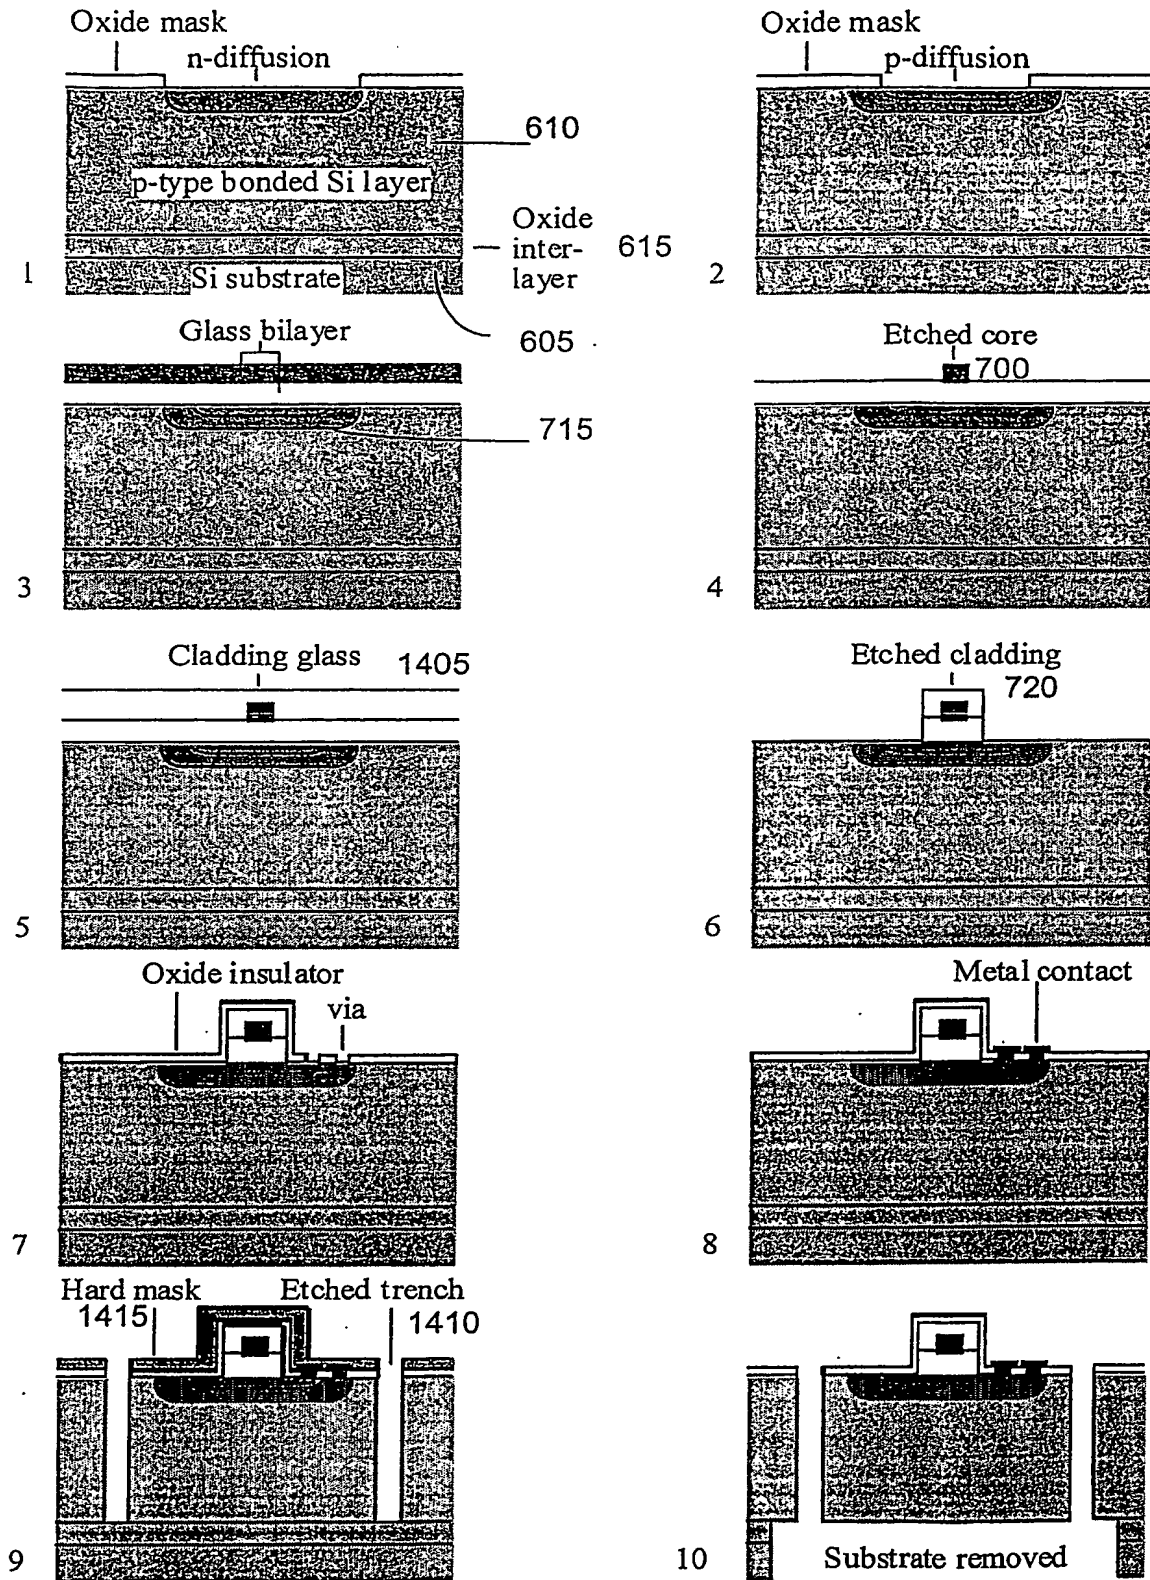 Oxide mask
n-diffusion
610
p-type bonded Si layer
Oxide
inter-
layer
615
1
Si substrate
605
Oxide mask
p-diffusion
2
Glass bilayer
715
3
Etched core
700
4
Cladding glass
1405
5
Etched cladding
720
6
Oxide insulator
via
7
Metal contact
8
Hard mask
1415
Etched trench
1410
9
10
Substrate removed